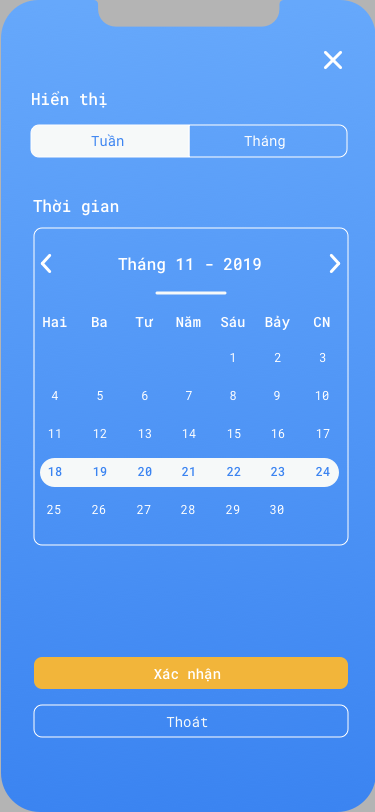 Hiển thị
Tuần Tháng
Thời gian
Tháng 11 - 2019
Hai Ba Tư Năm Sáu Bảy CN
1 2 3
4 5 6 7 8 9 10
11 12 13 14 15 16 17
18 19 20 21 22 23 24
25 26 27 28 29 30
Xác nhận
Thoát